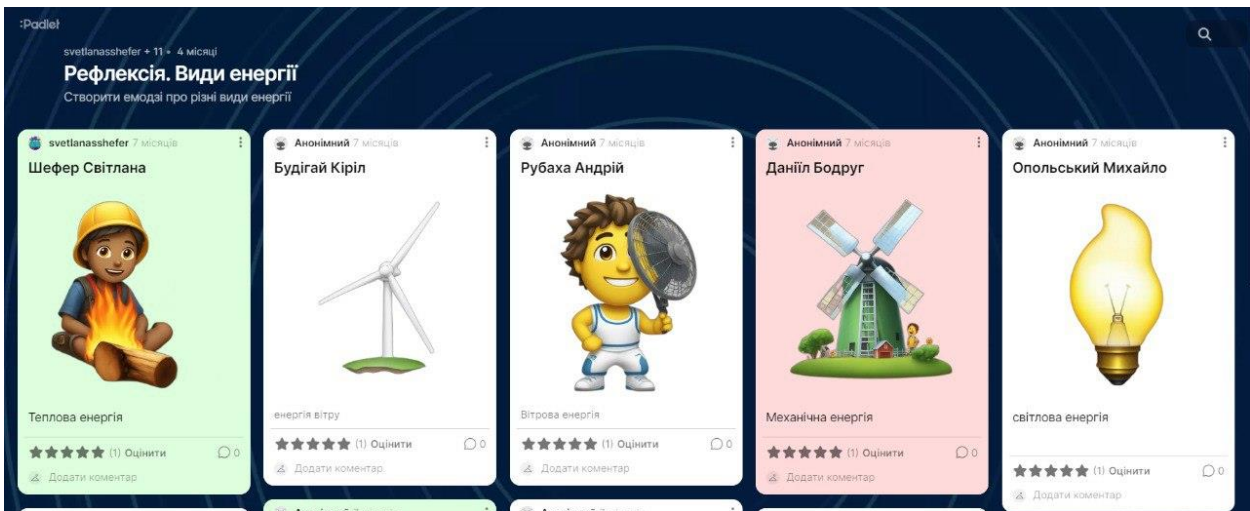 :Padlet
svetlanasshefer + 11 • 4 місяці
Рефлексія. Види енергії
Створити емодзі про різні види енергії
svetlanasshefer 7 місяців
Шефер Світлана
Теплова енергія
(1) Оцінити 0
Додати коментар
Анонімний 7 місяців
Будігай Кіріл
енергія вітру
(1) Оцінити 0
Додати коментар
Анонімний 7 місяців
Рубаха Андрій
Вітрова енергія
(1) Оцінити 0
Додати коментар
Анонімний 7 місяців
Даніїл Бодруг
Механічна енергія
(1) Оцінити 0
Додати коментар
Анонімний 7 місяців
Опольський Михайло
світлова енергія
(1) Оцінити 0
Додати коментар